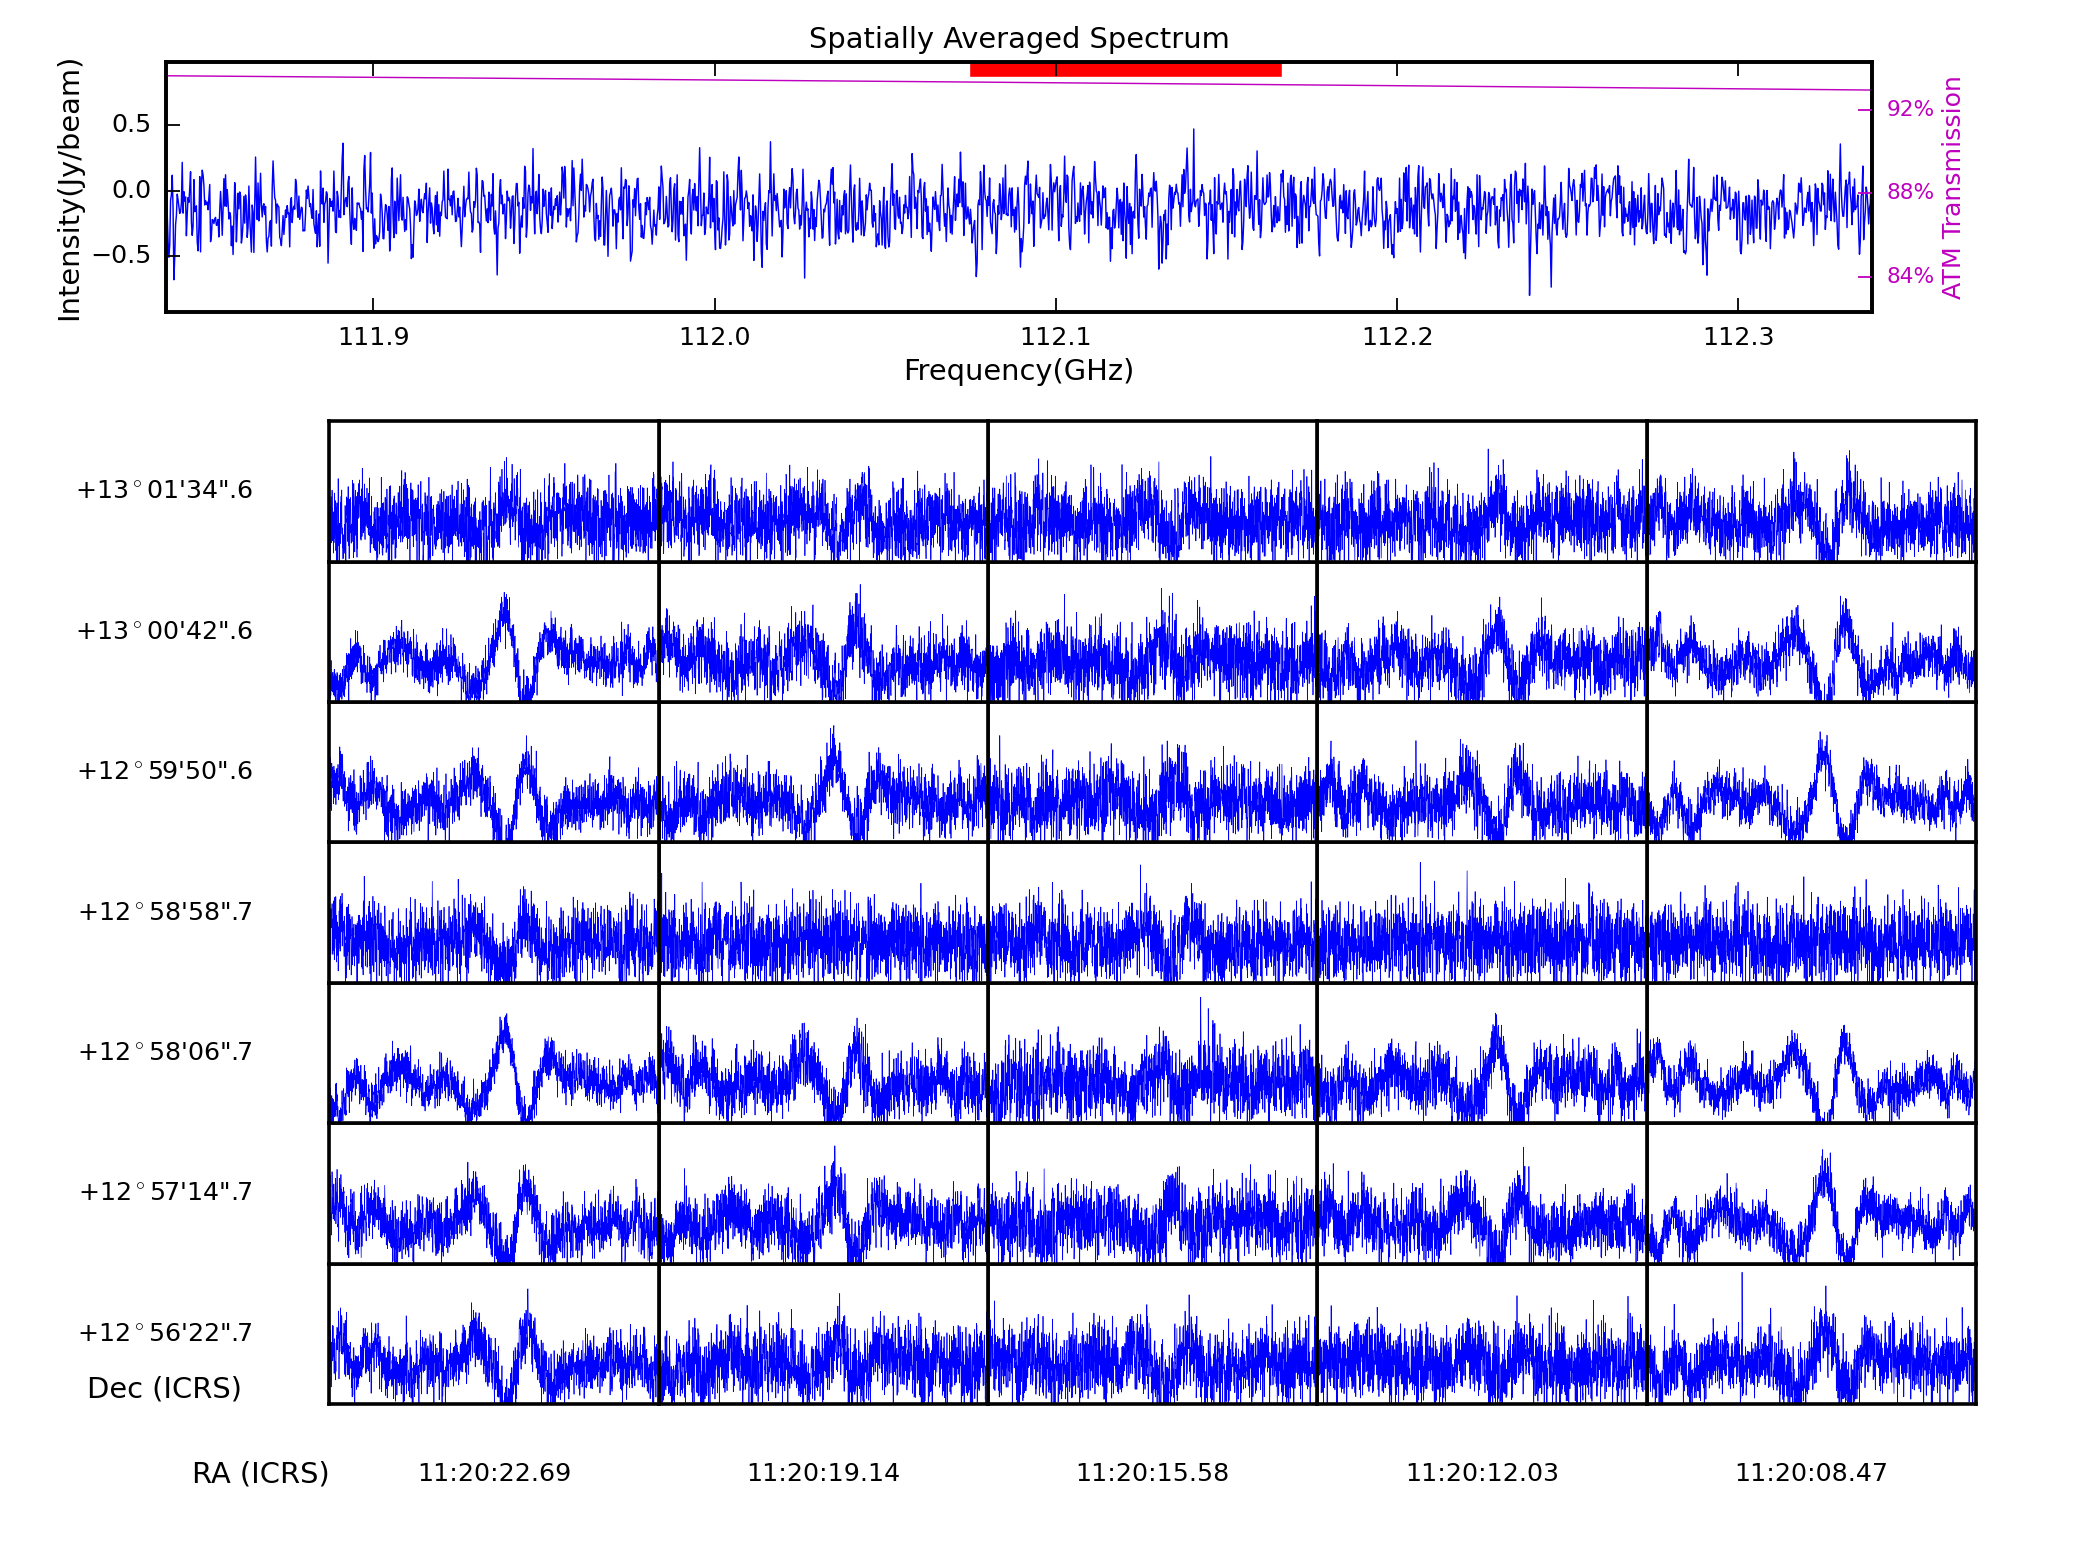 Spatially Averaged Spectrum
Intensity(Jy/beam)
0.5
0.0
−0.5
92%
88%
84%
ATM Transmission
111.9 112.0 112.1 112.2 112.3
Frequency(GHz)
+13°01'34".6
+13°00'42".6
+12°59'50".6
+12°58'58".7
+12°58'06".7
+12°57'14".7
+12°56'22".7
Dec (ICRS)
RA (ICRS) 11:20:22.69 11:20:19.14 11:20:15.58 11:20:12.03 11:20:08.47